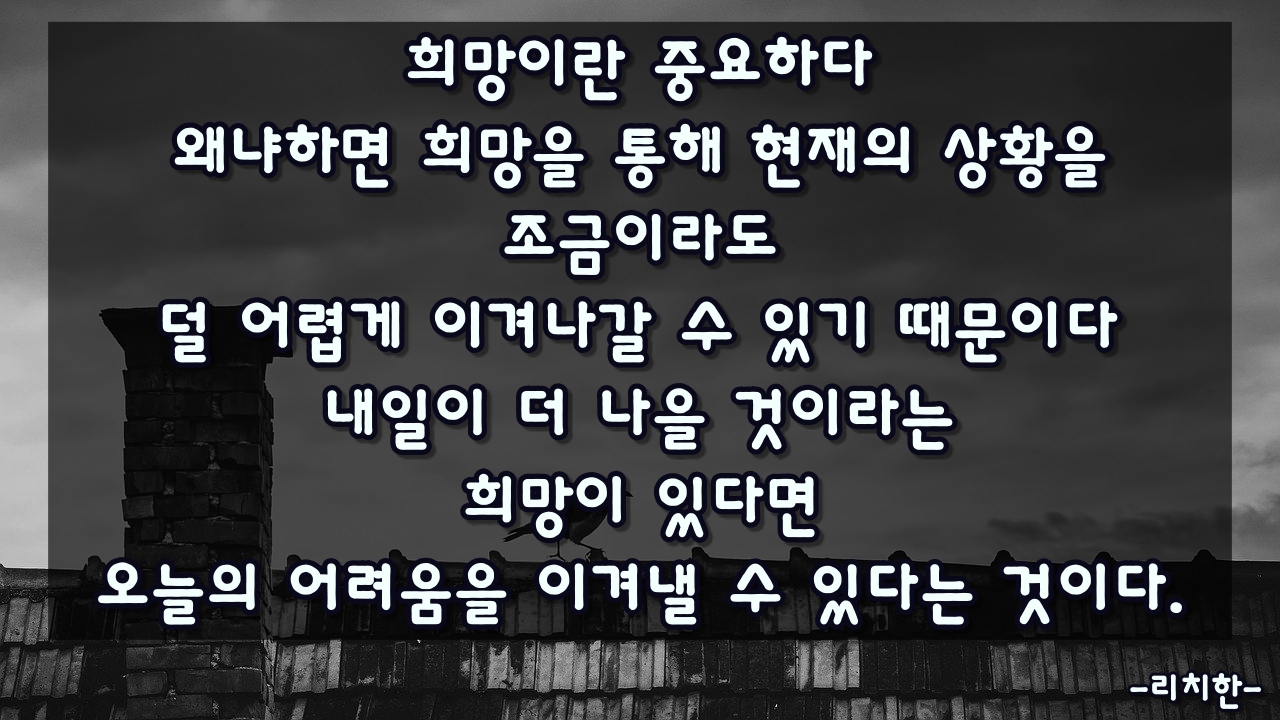 희망이란 중요하다
왜냐하면 희망을 통해 현재의 상황을
조금이라도
덜 어렵게 이겨나갈 수 있기 때문이다
내일이 더 나을 것이라는
희망이 있다면
오늘의 어려움을 이겨낼 수 있다는 것이다.
-리치한-